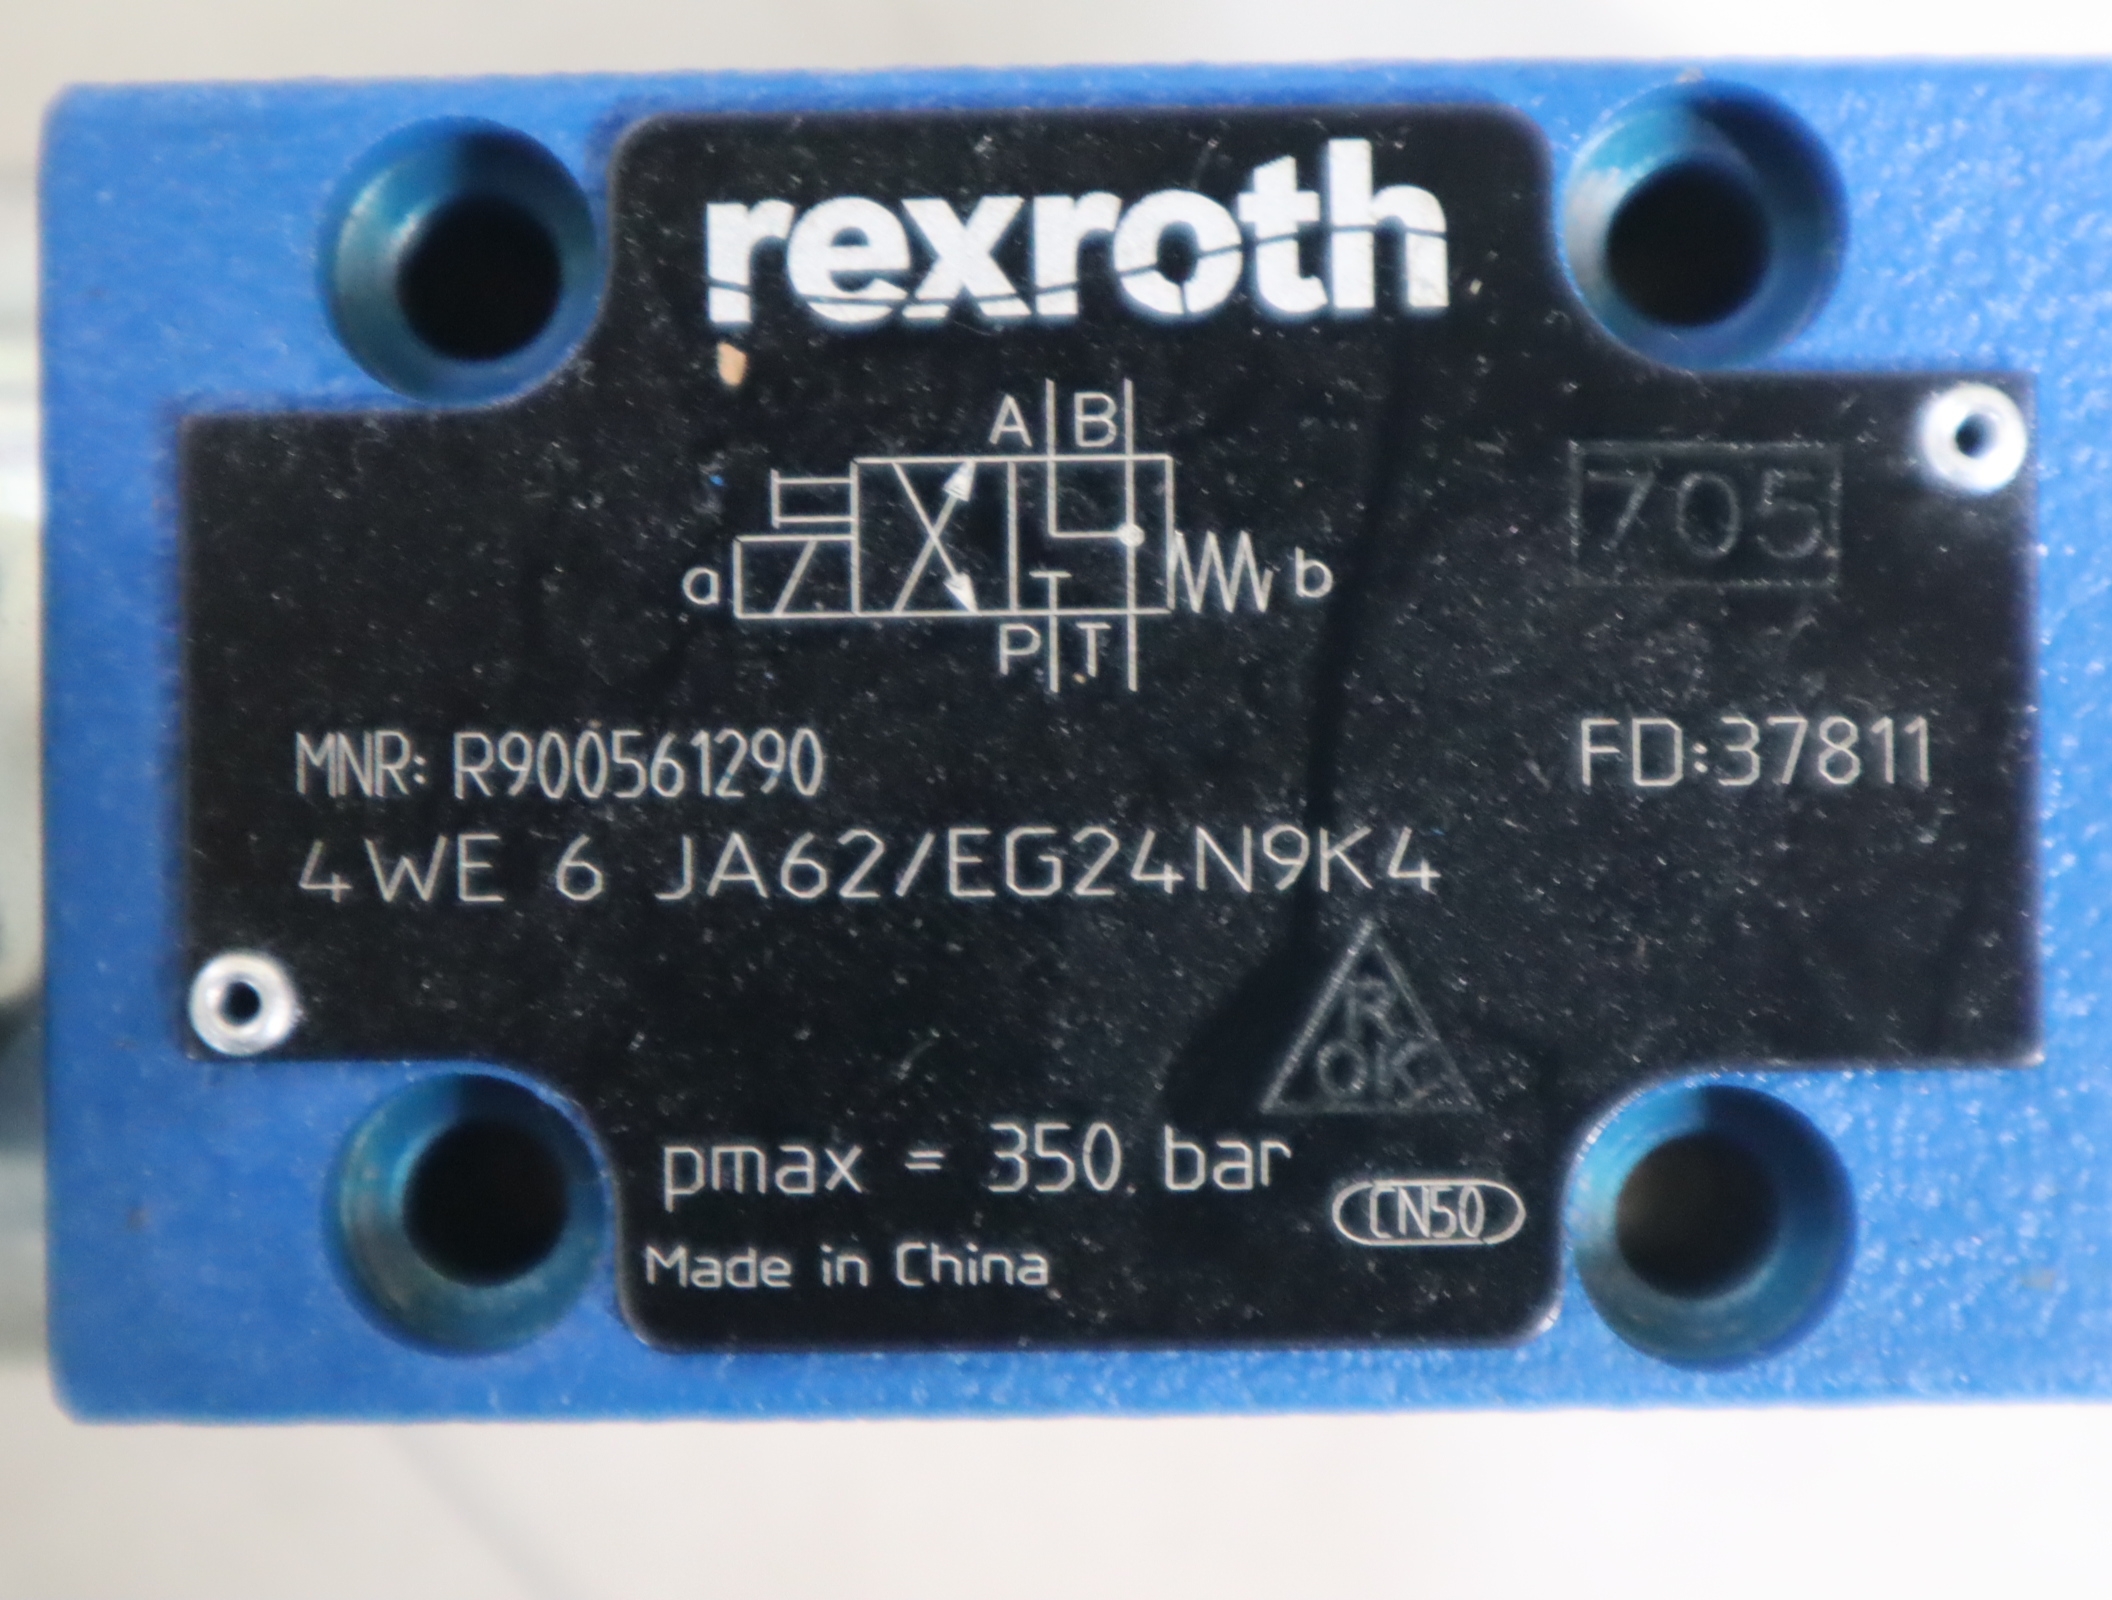 rexroth
A B
705
a b
P T
MNR: R900561290 FD:37811
4WE 6 JA62/EG24N9K4
R
OK
pmax = 350 bar
CN50
Made in China